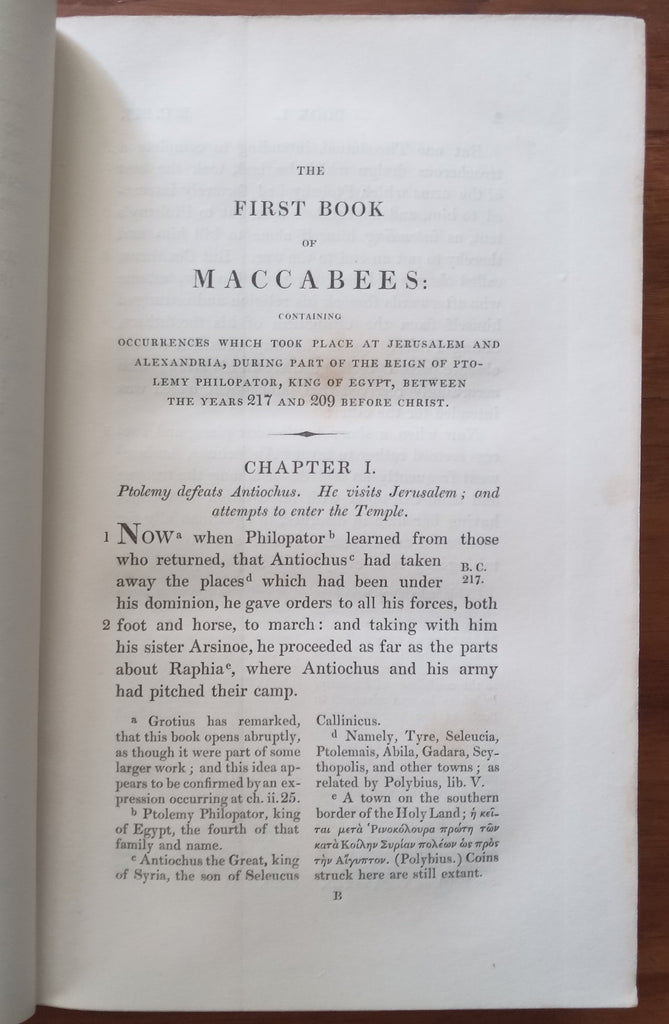 THE
FIRST BOOK
OF
MACCABEES:
CONTAINING
OCCURRENCES WHICH TOOK PLACE AT JERUSALEM AND
ALEXANDRIA, DURING PART OF THE REIGN OF PTO-
LEMY PHILOPATOR, KING OF EGYPT, BETWEEN
THE YEARS 217 AND 209 BEFORE CHRIST.
CHAPTER I.
Ptolemy defeats Antiochus. He visits Jerusalem; and
attempts to enter the Temple.
1 NOWᵃ when Philopatorᵇ learned from those
who returned, that Antiochusᶜ had taken
B. C.
away the placesᵈ which had been under
217.
his dominion, he gave orders to all his forces, both
2 foot and horse, to march: and taking with him
his sister Arsinoe, he proceeded as far as the parts
about Raphiaᵉ, where Antiochus and his army
had pitched their camp.
ᵃ Grotius has remarked,
that this book opens abruptly,
as though it were part of some
larger work; and this idea ap-
pears to be confirmed by an ex-
pression occurring at ch. ii. 25.
ᵇ Ptolemy Philopator, king
of Egypt, the fourth of that
family and name.
ᶜ Antiochus the Great, king
of Syria, the son of Seleucus
Callinicus.
ᵈ Namely, Tyre, Seleucia,
Ptolemais, Abila, Gadara, Scy-
thopolis, and other towns; as
related by Polybius, lib. V.
ᵉ A town on the southern
border of the Holy Land; ἡ κεῖ-
ται μετὰ Ῥινοκόλουρα πρώτη τῶν
κατὰ Κοίλην Συρίαν πολέων ὡς πρὸς
τὴν Αἴγυπτον. (Polybius.) Coins
struck here are still extant.
B